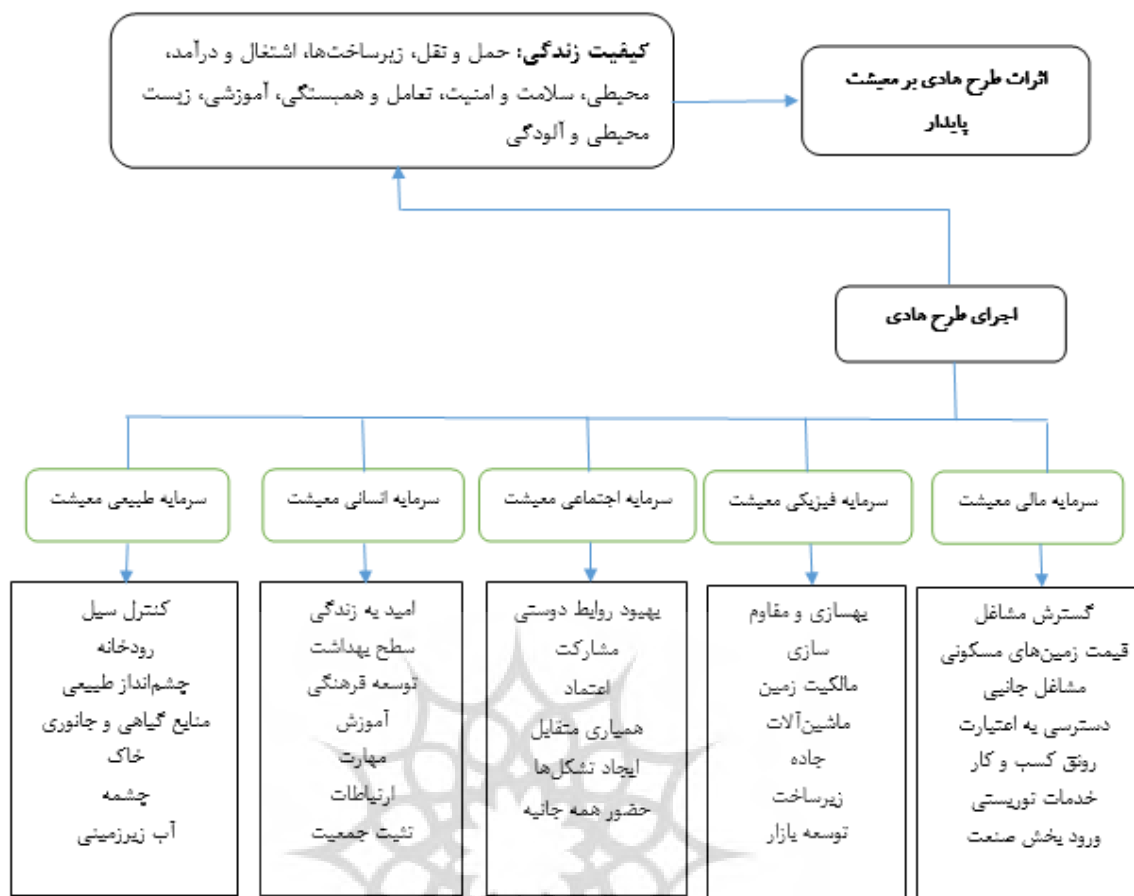 کیفیت زندگی: حمل و نقل، زیرساخت‌ها، اشتغال و درآمد،
محیطی، سلامت و امنیت، تعامل و همبستگی، آموزشی، زیست
محیطی و آلودگی
اثرات طرح هادی بر معیشت
پایدار
اجرای طرح هادی
سرمایه مالی معیشت
سرمایه فیزیکی معیشت
سرمایه اجتماعی معیشت
سرمایه انسانی معیشت
سرمایه طبیعی معیشت
گسترش مشاغل
قیمت زمین‌های مسکونی
مشاغل جانبی
دسترسی به اعتبارت
رونق کسب و کار
خدمات توریستی
ورود بخش صنعت
بهسازی و مقاوم
سازی
مالکیت زمین
ماشین‌آلات
جاده
زیرساخت
توسعه بازار
بهبود روابط دوستی
مشارکت
اعتماد
همیاری متقابل
ایجاد تشکل‌ها
حضور همه جانبه
امید به زندگی
سطح بهداشت
توسعه فرهنگی
آموزش
مهارت
ارتباطات
تثبت جمعیت
کنترل سیل
رودخانه
چشم‌انداز طبیعی
منابع گیاهی و جانوری
خاک
چشمه
آب زیرزمینی